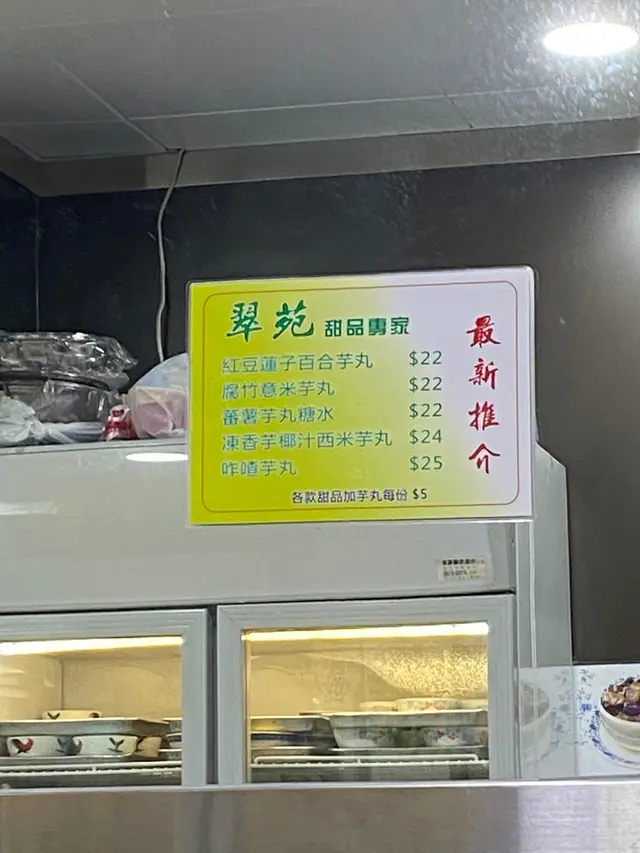 翠苑 甜品專家
紅豆蓮子百合芋丸 $22
腐竹意米芋丸 $22
蕃薯芋丸糖水 $22
凍香芋椰汁西米芋丸 $24
咋喳芋丸 $25
各款甜品加芋丸每份 $5
最新推介